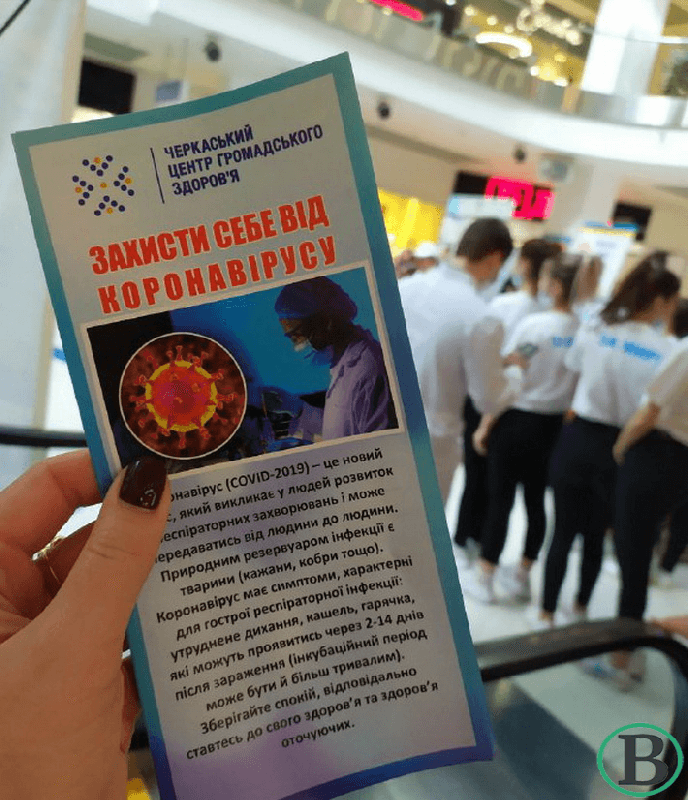 ЧЕРКАСЬКИЙ
ЦЕНТР ГРОМАДСЬКОГО
ЗДОРОВ'Я
ЗАХИСТИ СЕБЕ ВІД
КОРОНАВІРУСУ
(COVID-2019) – це новий
який викликає у людей розвиток
респіраторних захворювань і може
передаватись від людини до людини.
Природним резервуаром інфекції є
тварини (кажани, кобри тощо).
Коронавірус має симптоми, характерні
для гострої респіраторної інфекції:
утруднене дихання, кашель, гарячка,
які можуть проявитись через 2-14 днів
після зараження (інкубаційний період
може бути й більш тривалим).
Зберігайте спокій, відповідально
ставтесь до свого здоров'я та здоров'я
оточуючих.
В